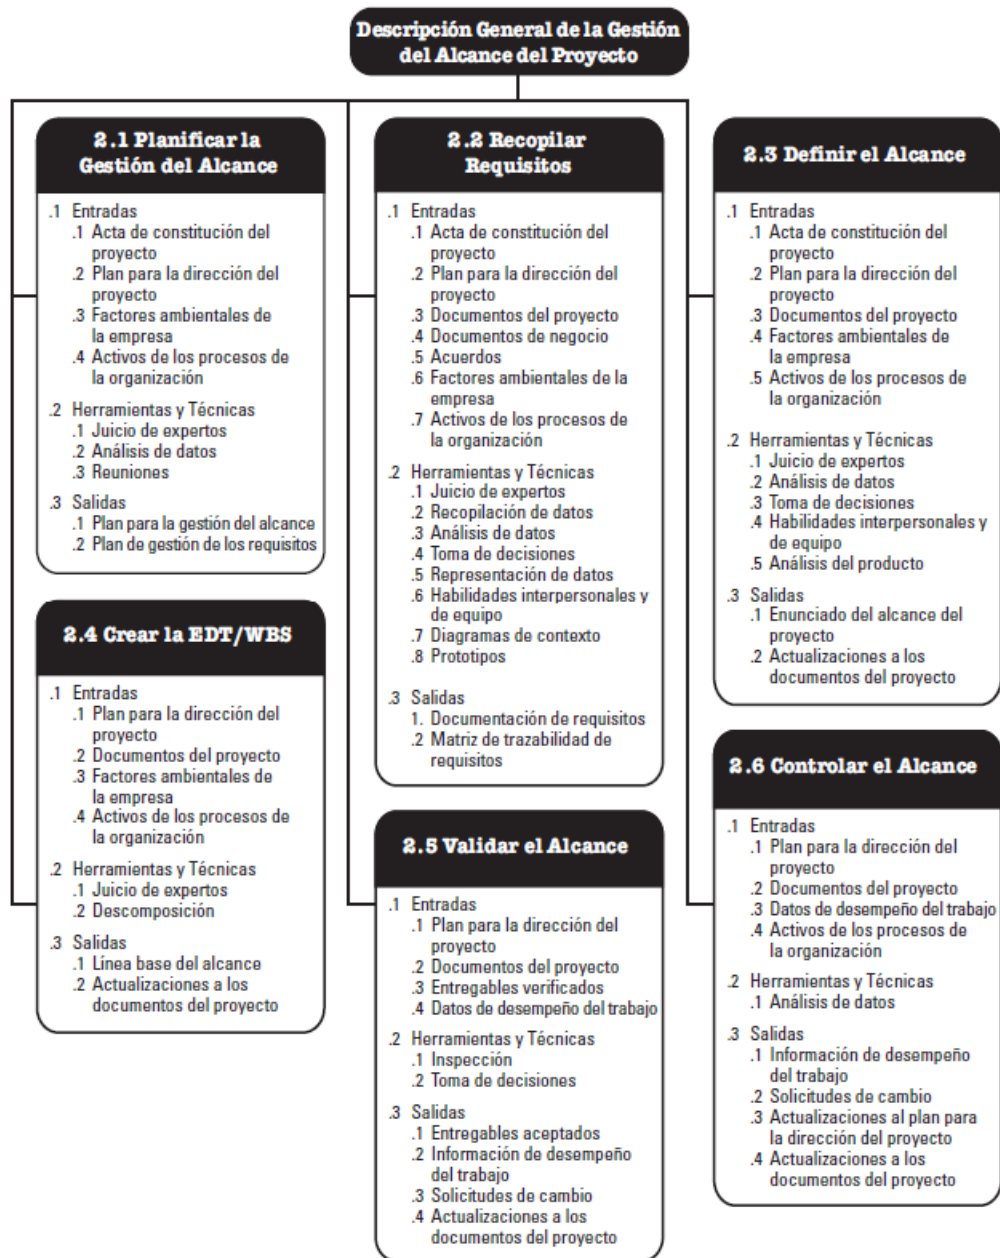 Descripción General de la Gestión
del Alcance del Proyecto
2.1 Planificar la
Gestión del Alcance
.1 Entradas
.1 Acta de constitución del
proyecto
.2 Plan para la dirección del
proyecto
.3 Factores ambientales de
la empresa
.4 Activos de los procesos de
la organización
.2 Herramientas y Técnicas
.1 Juicio de expertos
.2 Análisis de datos
.3 Reuniones
.3 Salidas
.1 Plan para la gestión del alcance
.2 Plan de gestión de los requisitos
2.2 Recopilar
Requisitos
.1 Entradas
.1 Acta de constitución del
proyecto
.2 Plan para la dirección del
proyecto
.3 Documentos del proyecto
.4 Documentos de negocio
.5 Acuerdos
.6 Factores ambientales de la
empresa
.7 Activos de los procesos de
la organización
.2 Herramientas y Técnicas
.1 Juicio de expertos
.2 Recopilación de datos
.3 Análisis de datos
.4 Toma de decisiones
.5 Representación de datos
.6 Habilidades interpersonales y
de equipo
.7 Diagramas de contexto
.8 Prototipos
.3 Salidas
1. Documentación de requisitos
.2 Matriz de trazabilidad de
requisitos
2.3 Definir el Alcance
.1 Entradas
.1 Acta de constitución del
proyecto
.2 Plan para la dirección del
proyecto
.3 Documentos del proyecto
.4 Factores ambientales de
la empresa
.5 Activos de los procesos de
la organización
.2 Herramientas y Técnicas
.1 Juicio de expertos
.2 Análisis de datos
.3 Toma de decisiones
.4 Habilidades interpersonales y
de equipo
.5 Análisis del producto
.3 Salidas
.1 Enunciado del alcance del
proyecto
.2 Actualizaciones a los
documentos del proyecto
2.4 Crear la EDT/WBS
.1 Entradas
.1 Plan para la dirección del
proyecto
.2 Documentos del proyecto
.3 Factores ambientales de
la empresa
.4 Activos de los procesos de
la organización
.2 Herramientas y Técnicas
.1 Juicio de expertos
.2 Descomposición
.3 Salidas
.1 Línea base del alcance
.2 Actualizaciones a los
documentos del proyecto
2.5 Validar el Alcance
.1 Entradas
.1 Plan para la dirección del
proyecto
.2 Documentos del proyecto
.3 Entregables verificados
.4 Datos de desempeño del trabajo
.2 Herramientas y Técnicas
.1 Inspección
.2 Toma de decisiones
.3 Salidas
.1 Entregables aceptados
.2 Información de desempeño
del trabajo
.3 Solicitudes de cambio
.4 Actualizaciones a los
documentos del proyecto
2.6 Controlar el Alcance
.1 Entradas
.1 Plan para la dirección del
proyecto
.2 Documentos del proyecto
.3 Datos de desempeño del trabajo
.4 Activos de los procesos de
la organización
.2 Herramientas y Técnicas
.1 Análisis de datos
.3 Salidas
.1 Información de desempeño
del trabajo
.2 Solicitudes de cambio
.3 Actualizaciones al plan para
la dirección del proyecto
.4 Actualizaciones a los
documentos del proyecto